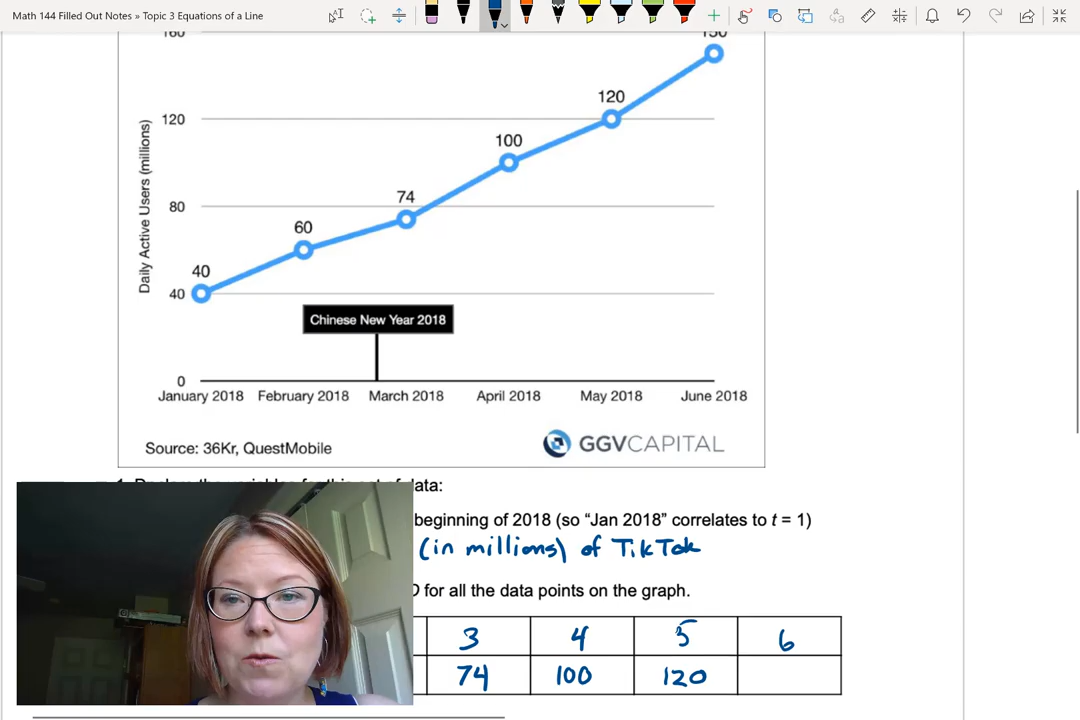 Math 144 Filled Out Notes » Topic 3 Equations of a Line
160
150
120
120
100
Daily Active Users (millions)
74
80
60
40
40
Chinese New Year 2018
0
January 2018 February 2018 March 2018 April 2018 May 2018 June 2018
Source: 36Kr, QuestMobile
GGVCAPITAL
data:
beginning of 2018 (so “Jan 2018” correlates to t = 1)
(in millions) of TikTok
for all the data points on the graph.
3 4 5 6
74 100 120